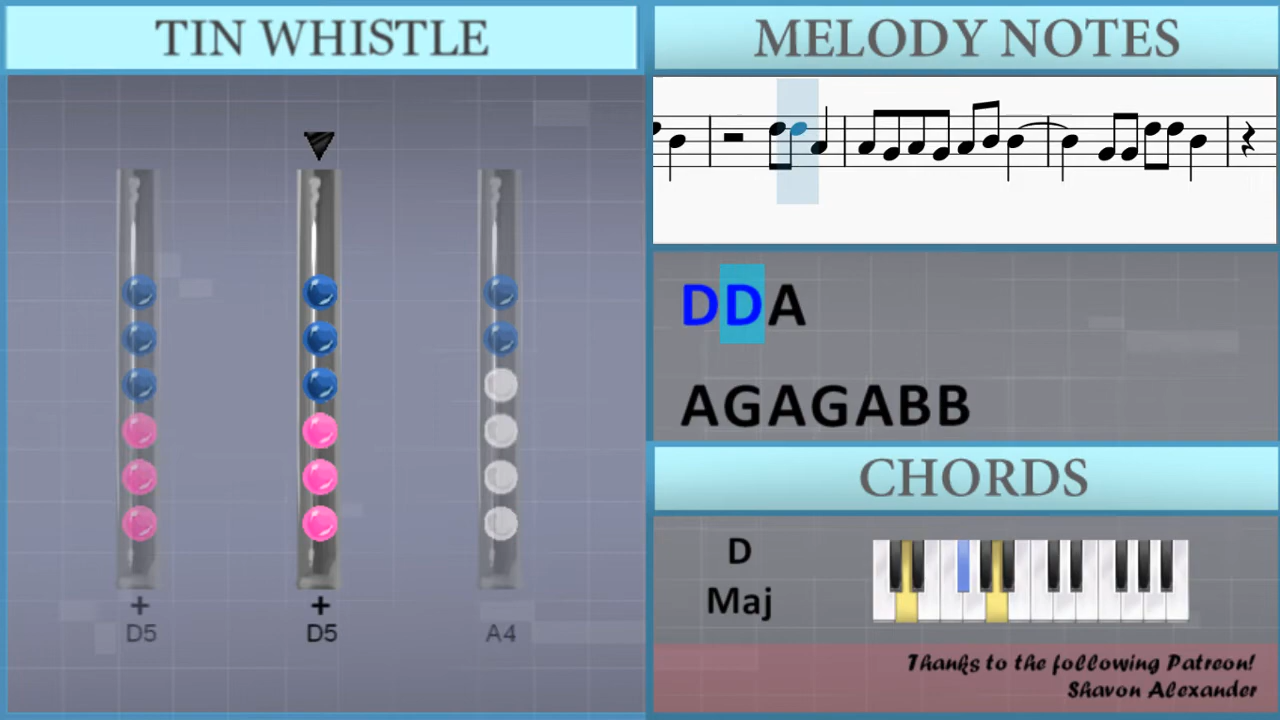 TIN WHISTLE
+
D5
+
D5
A4
MELODY NOTES
DDA
AGAGABB
CHORDS
D
Maj
Thanks to the following Patreon!
Shavon Alexander